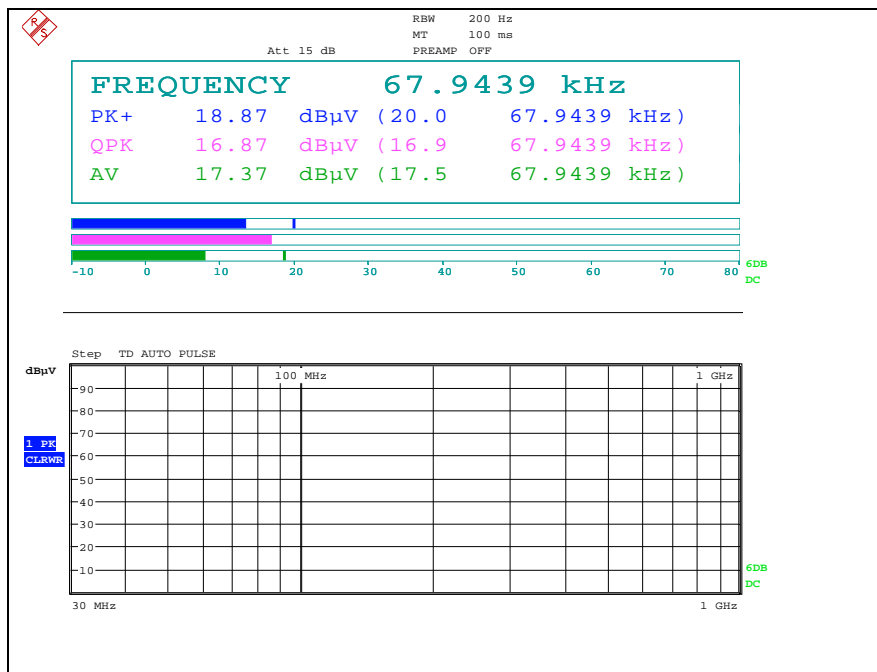 R S
RBW 200 Hz
MT 100 ms
Att 15 dB PREAMP OFF
FREQUENCY 67.9439 kHz
PK+ 18.87 dBµV (20.0 67.9439 kHz)
QPK 16.87 dBµV (16.9 67.9439 kHz)
AV 17.37 dBµV (17.5 67.9439 kHz)
-10 0 10 20 30 40 50 60 70 80
6DB
DC
Step TD AUTO PULSE
dBµV
100 MHz 1 GHz
90
80
70
1 PK
CLRWR
60
50
40
30
20
10
6DB
DC
30 MHz 1 GHz